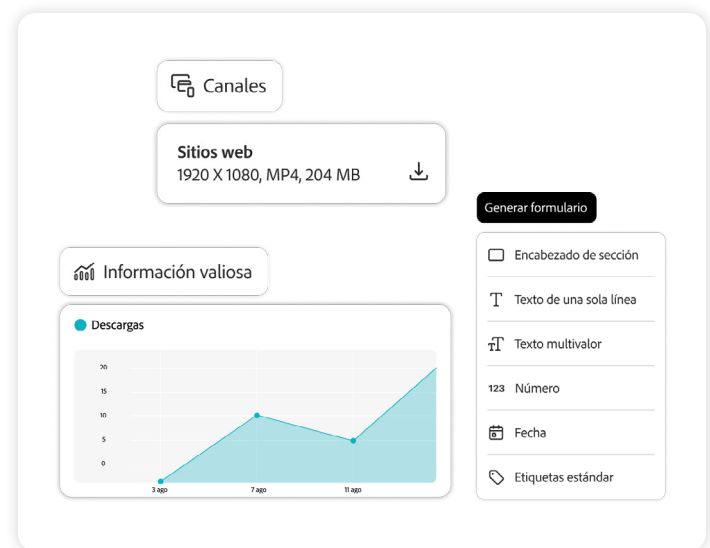 Canales
Sitios web
1920 X 1080, MP4, 204 MB
Generar formulario
Encabezado de sección
Texto de una sola línea
Texto multivalor
123 Número
Fecha
Etiquetas estándar
Información valiosa
Descargas
20
15
10
5
0
3 ago
7 ago
11 ago